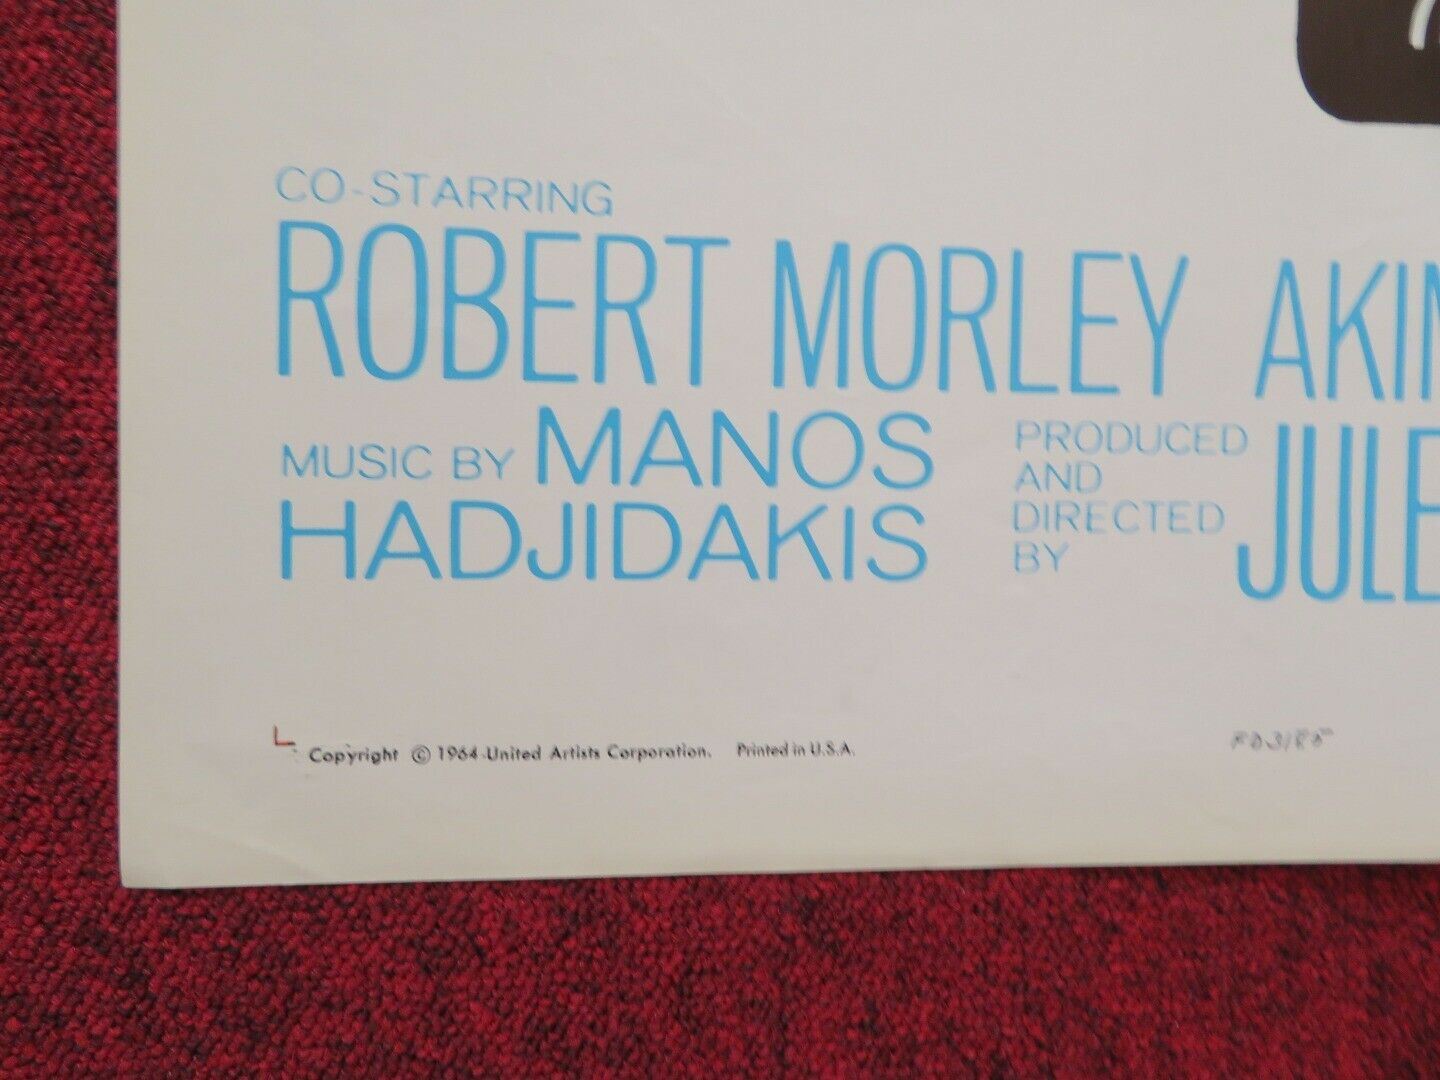 CO-STARRING
ROBERT MORLEY
MUSIC BY MANOS
HADJIDAKIS
PRODUCED
AND
DIRECTED
BY
Copyright © 1964 United Artists Corporation. Printed in U.S.A.